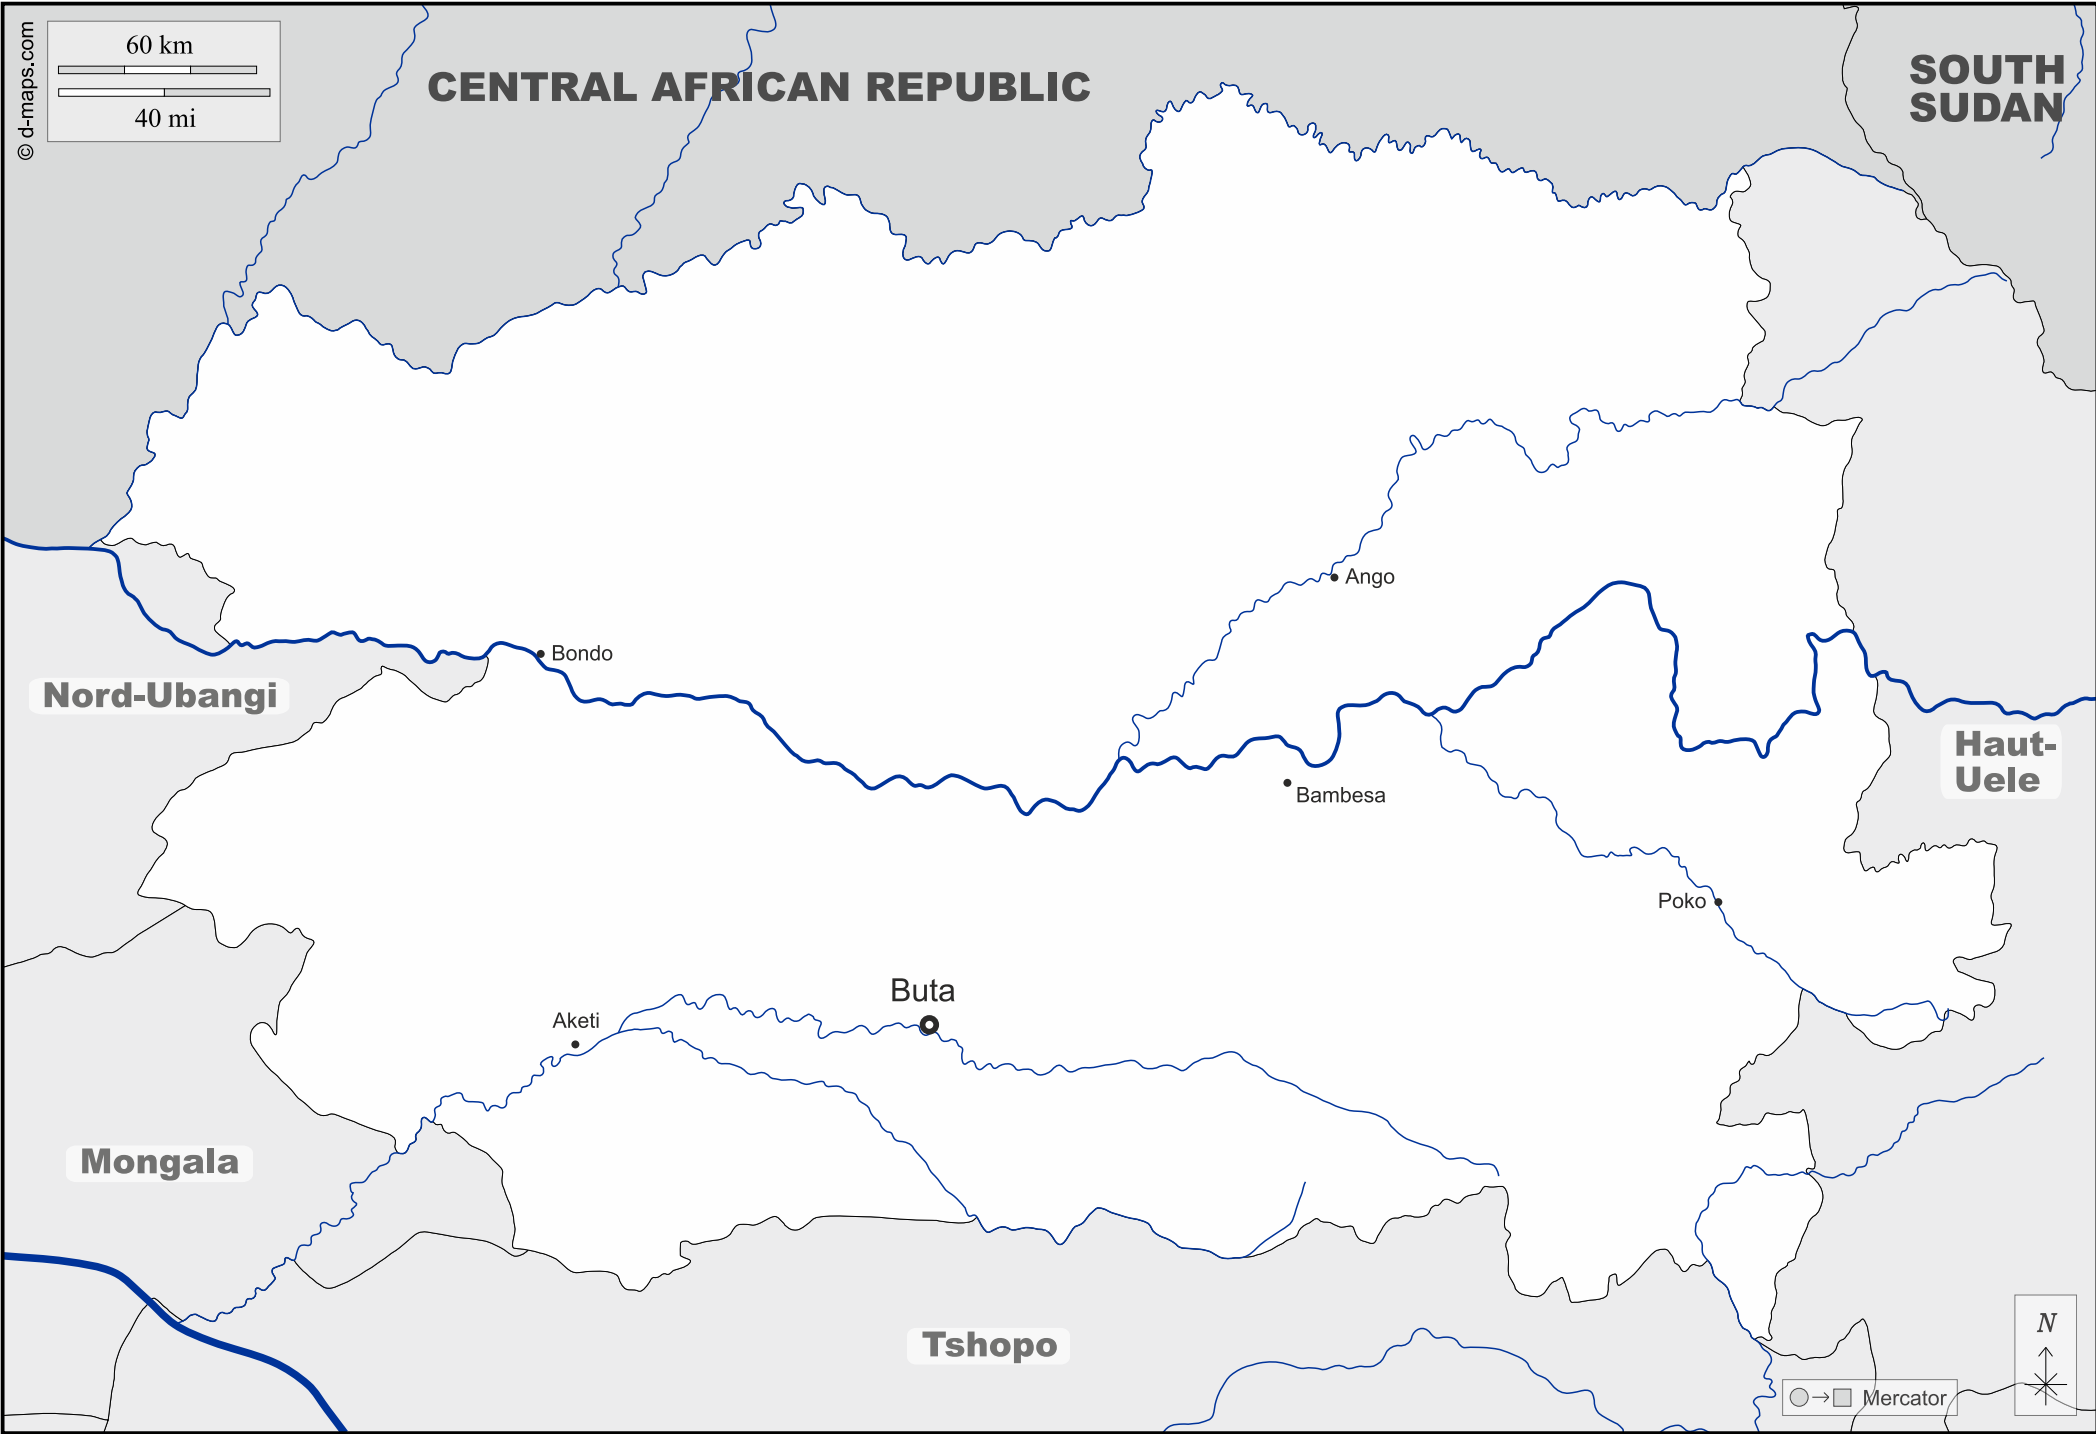 © d-maps.com
60 km
40 mi
CENTRAL AFRICAN REPUBLIC
SOUTH
SUDAN
Ango
Bondo
Nord-Ubangi
Haut-
Uele
Bambesa
Poko
Buta
Aketi
Mongala
Tshopo
N
Mercator